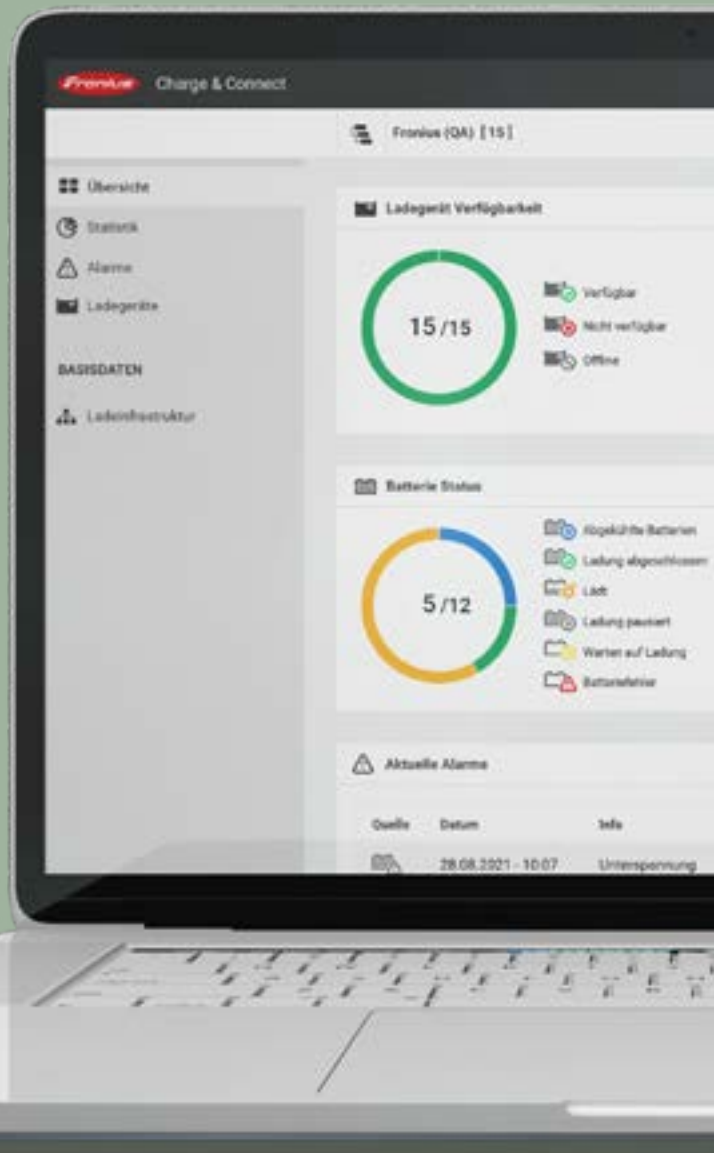 Fronius Charge & Connect
Fronius (QA) [15]
Übersicht
Statistik
Alarme
Ladegeräte
BASISDATEN
Ladeinfrastruktur
Ladegerät Verfügbarkeit
15/15
Verfügbar
Nicht verfügbar
Offline
Batterie Status
5/12
Abgekühlte Batterien
Ladung abgeschlossen
Lädt
Ladung pausiert
Warten auf Ladung
Batteriefehler
Aktuelle Alarme
Quelle Datum Info
28.08.2021 - 10:07 Unterspannung